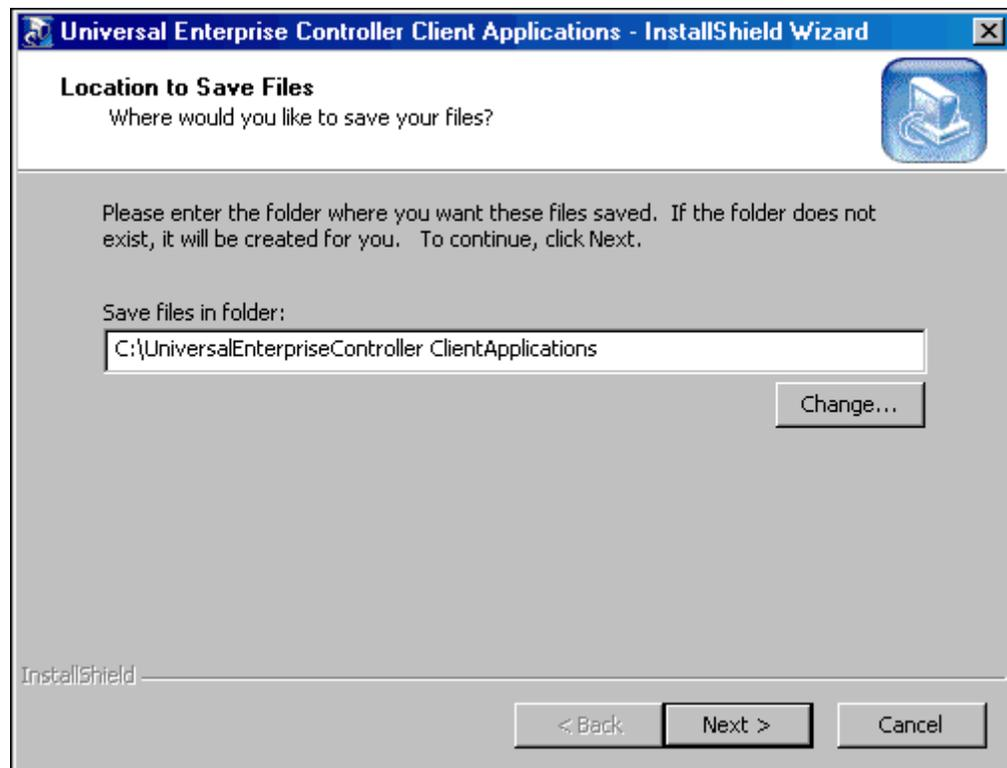 Universal Enterprise Controller Client Applications - InstallShield Wizard
Location to Save Files
Where would you like to save your files?
Please enter the folder where you want these files saved.  If the folder does not
exist, it will be created for you.   To continue, click Next.
Save files in folder:
C:\UniversalEnterpriseController ClientApplications
Change...
InstallShield
< Back
Next >
Cancel